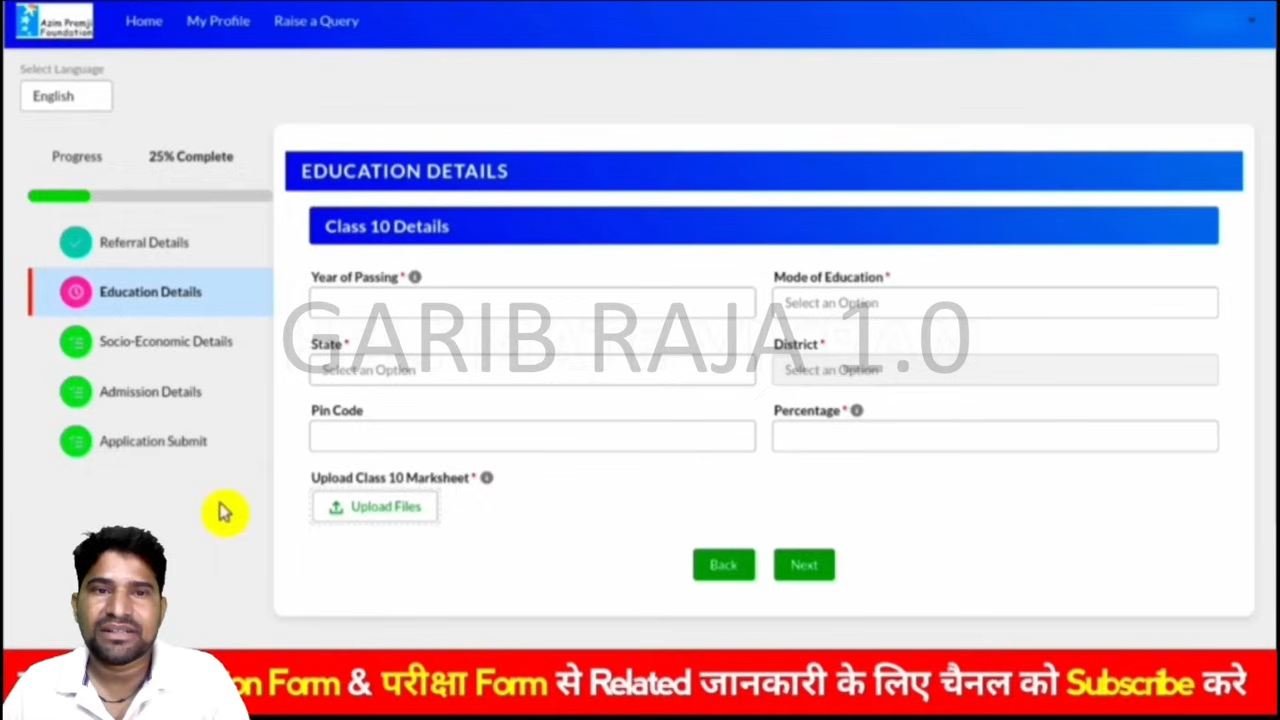 Azim Premji
Foundation
Home My Profile Raise a Query
Select Language
English
Progress 25% Complete
Referral Details
Education Details
Socio-Economic Details
Admission Details
Application Submit
EDUCATION DETAILS
Class 10 Details
Year of Passing * Mode of Education *
Select an Option
State * District *
Select an Option Select an Option
GARIB RAJA 1.0
Pin Code Percentage *
Upload Class 10 Marksheet *
Upload Files
Back Next
on Form & परीक्षा Form से Related जानकारी के लिए चैनल को Subscribe करे